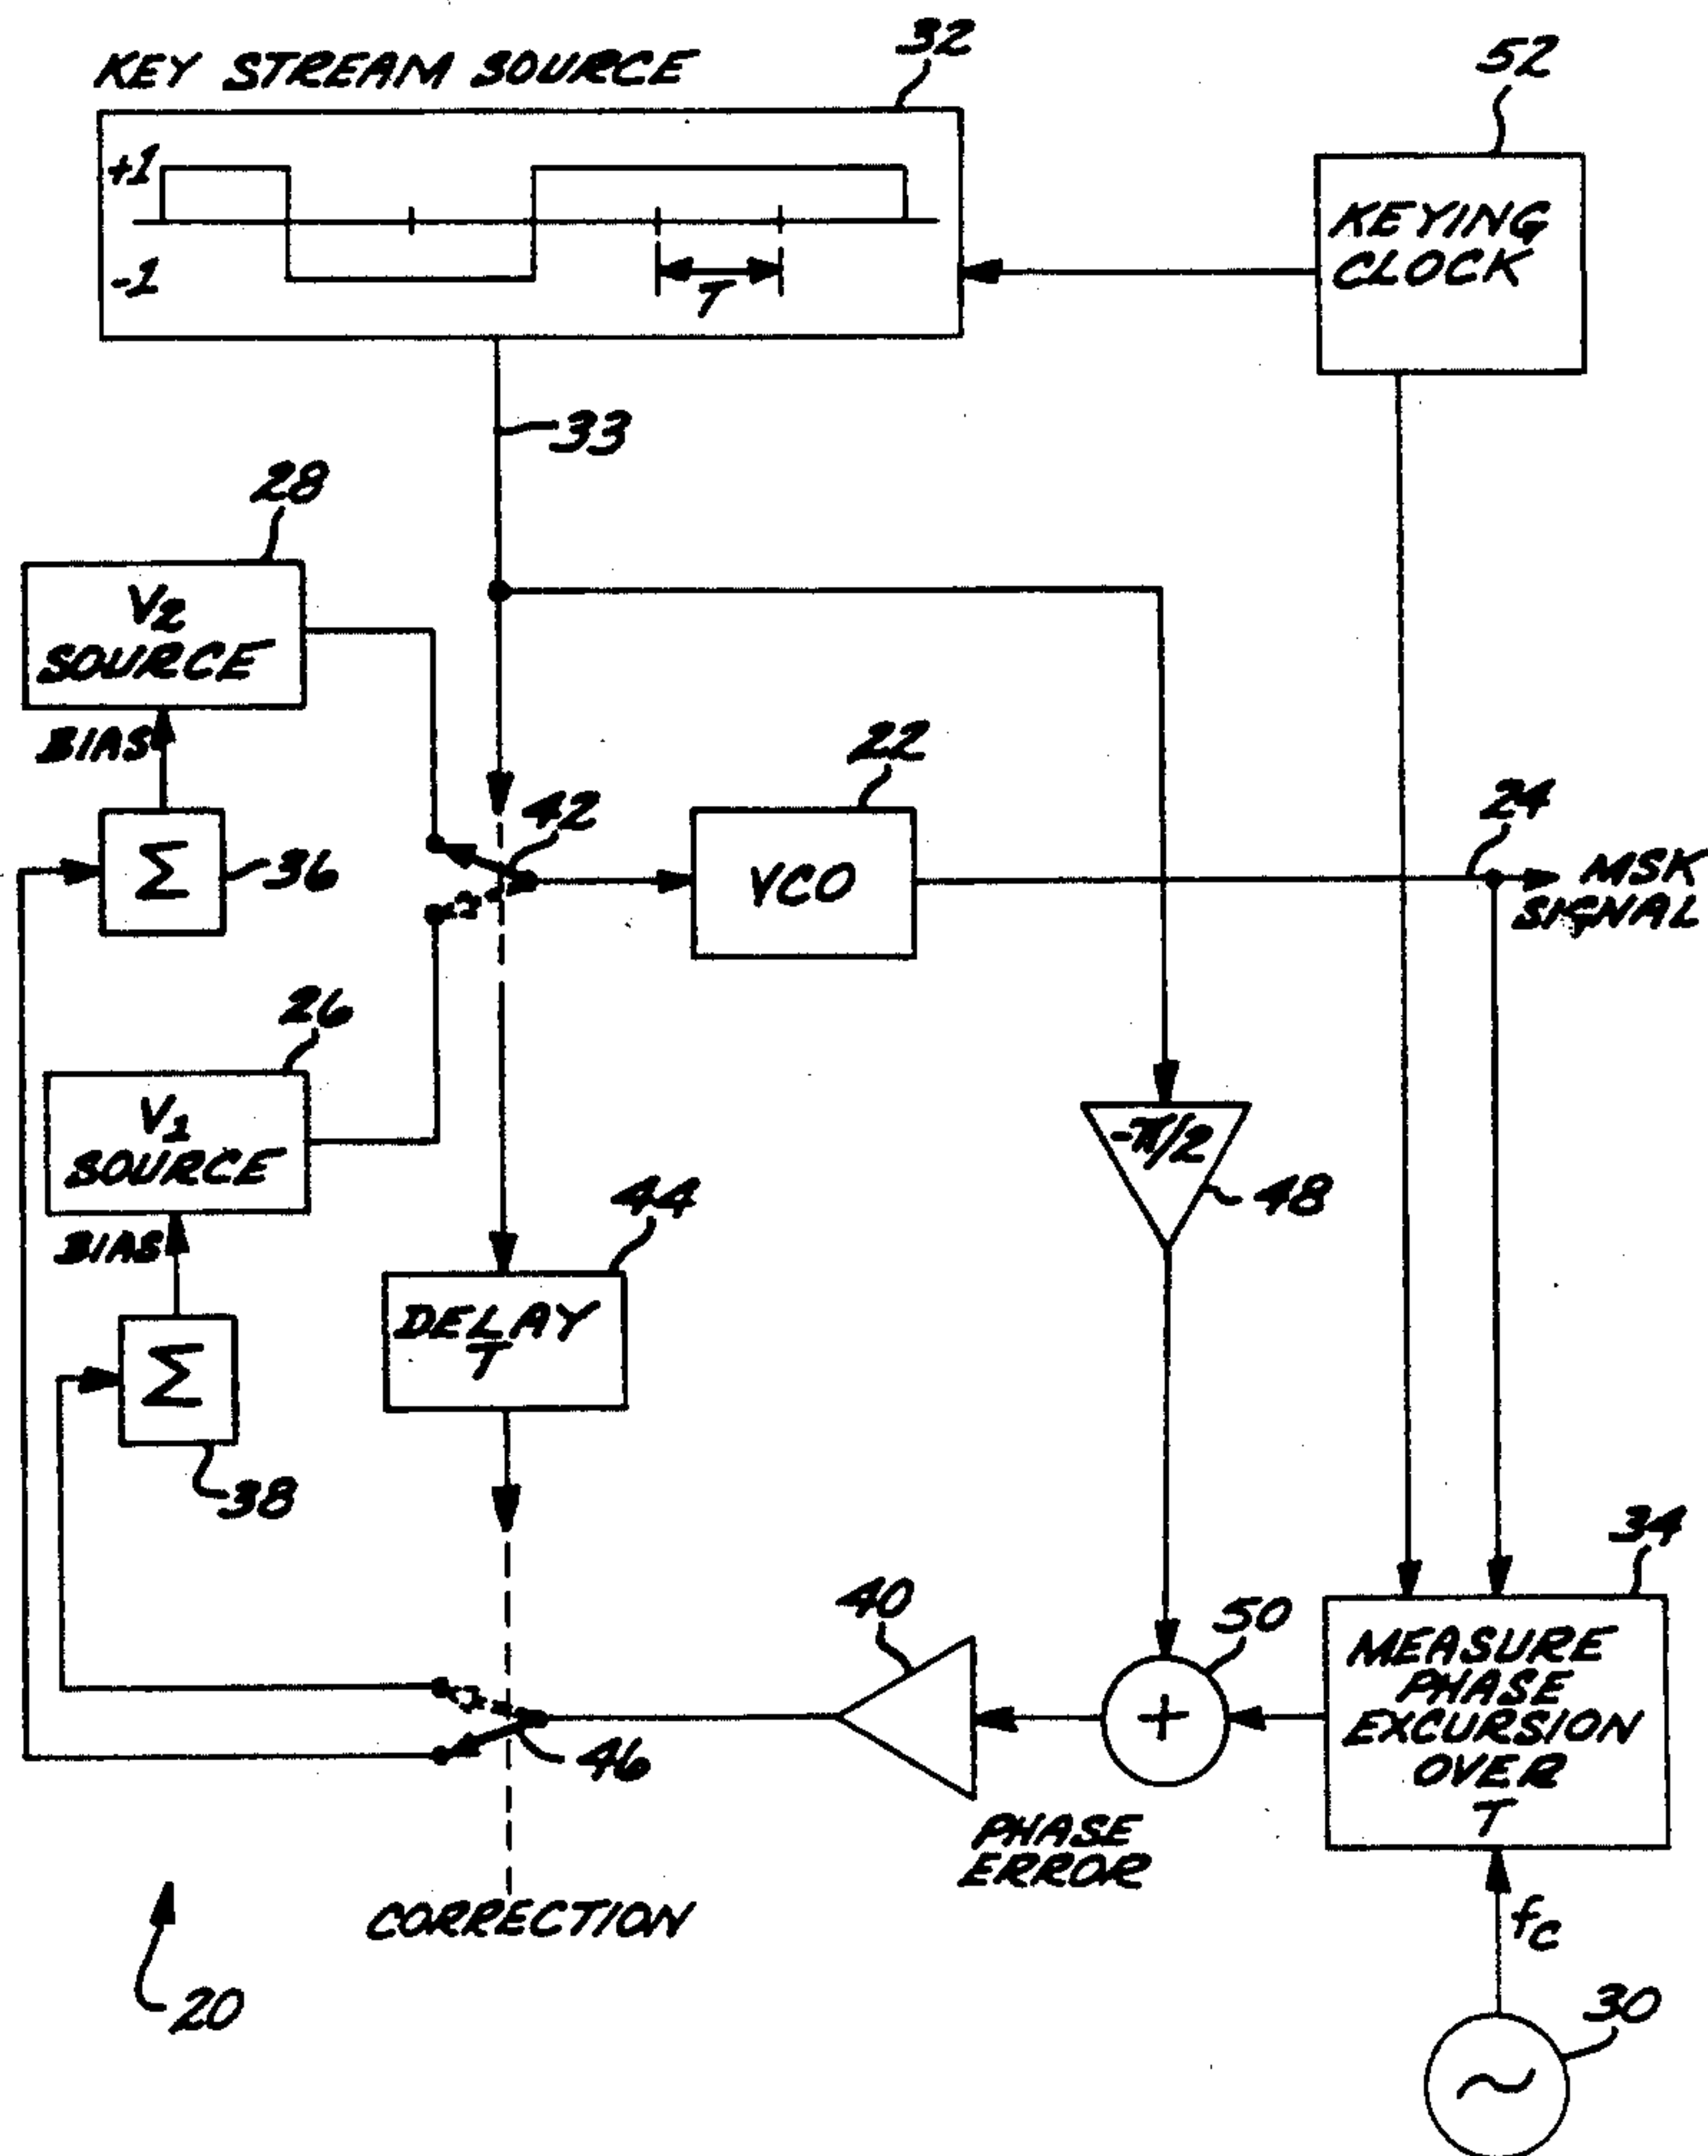 KEY STREAM SOURCE
32
52
+1
-1
T
KEYING
CLOCK
33
28
V2
SOURCE
BIAS
Σ
36
42
22
VCO
24
MSK
SIGNAL
26
V1
SOURCE
BIAS
Σ
38
44
DELAY
T
-π/2
48
40
50
+
34
MEASURE
PHASE
EXCURSION
OVER
T
46
PHASE
ERROR
CORRECTION
fc
20
30